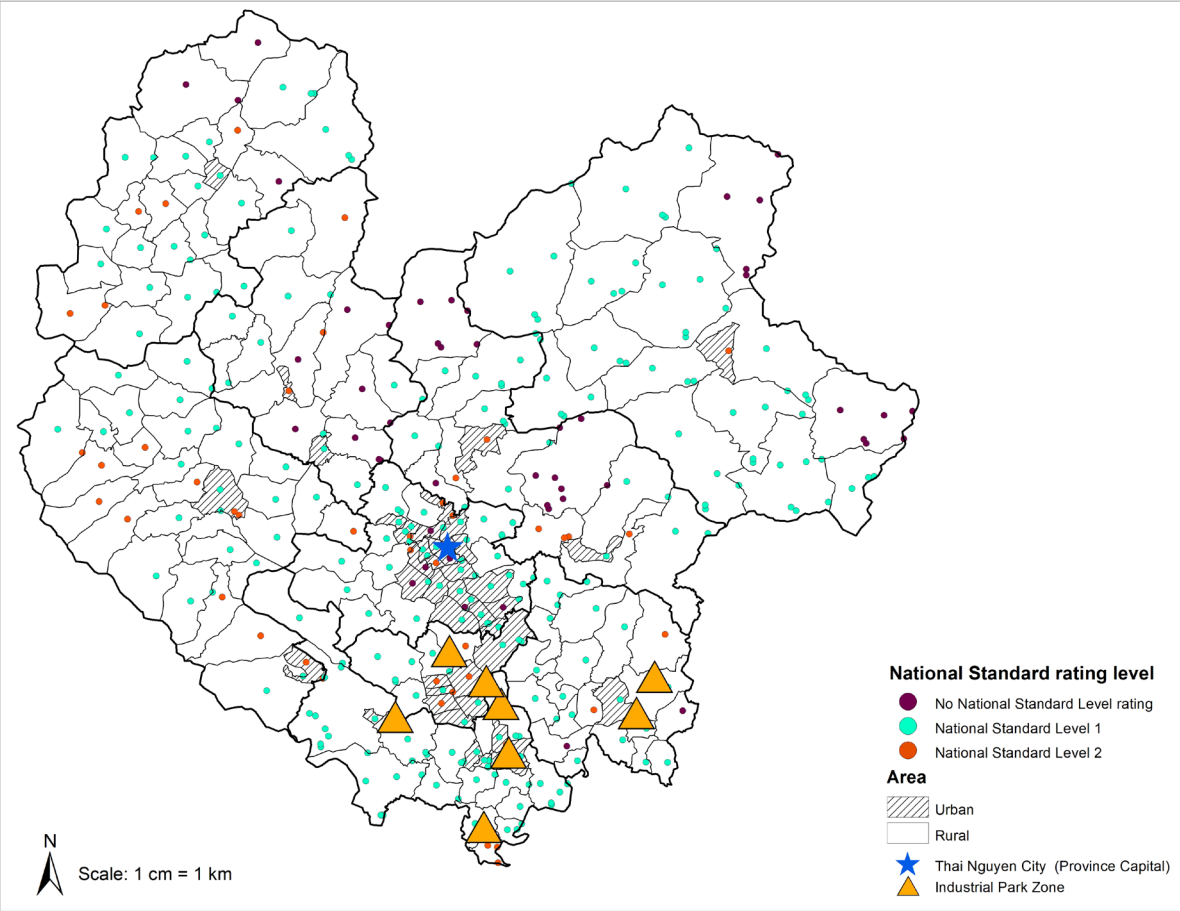 National Standard rating level
No National Standard Level rating
National Standard Level 1
National Standard Level 2
Area
Urban
Rural
Thai Nguyen City (Province Capital)
Industrial Park Zone
N
Scale: 1 cm = 1 km